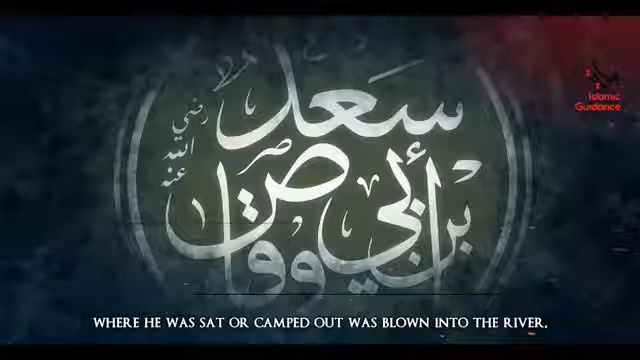 سَعد
بن أبي
وقاص
رضي
الله
عنه
Islamic
Guidance
WHERE HE WAS SAT OR CAMPED OUT WAS BLOWN INTO THE RIVER.